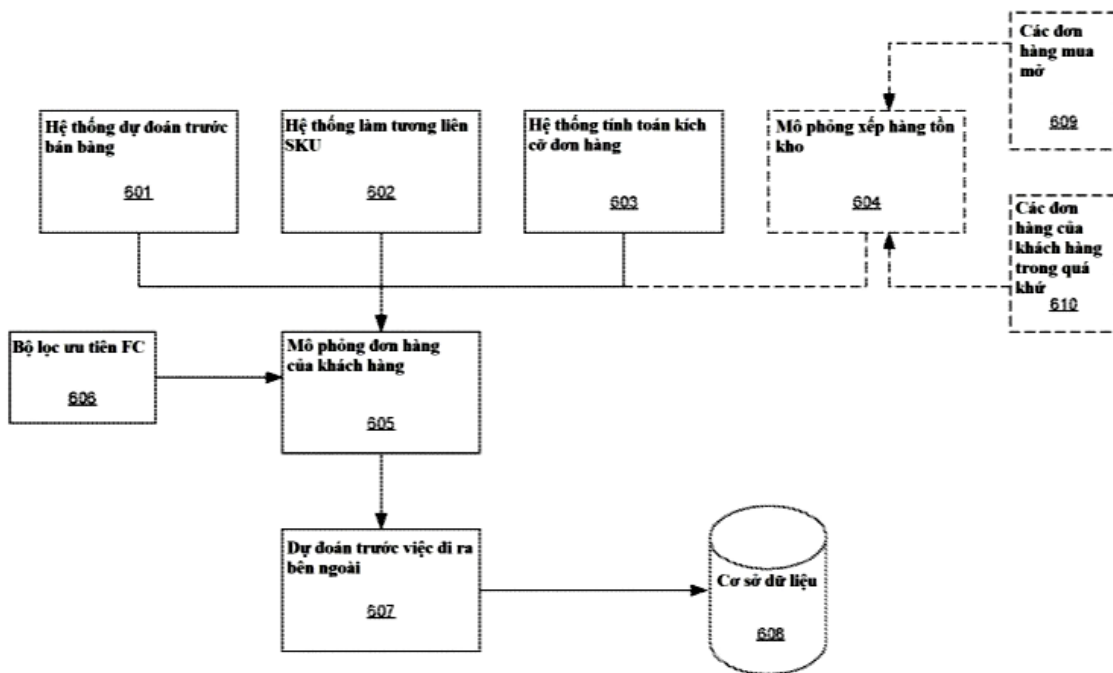 Các đơn
hàng mua
mở
609
Hệ thống dự đoán trước
bán bàng
601
Hệ thống làm tương liên
SKU
602
Hệ thống tính toán kích
cỡ đơn hàng
603
Mô phỏng xếp hàng tồn
kho
604
Các đơn
hàng của
khách hàng
trong quá
khứ
610
Bộ lọc ưu tiên FC
606
Mô phỏng đơn hàng
của khách hàng
605
Dự đoán trước việc đi ra
bên ngoài
607
Cơ sở dữ liệu
608